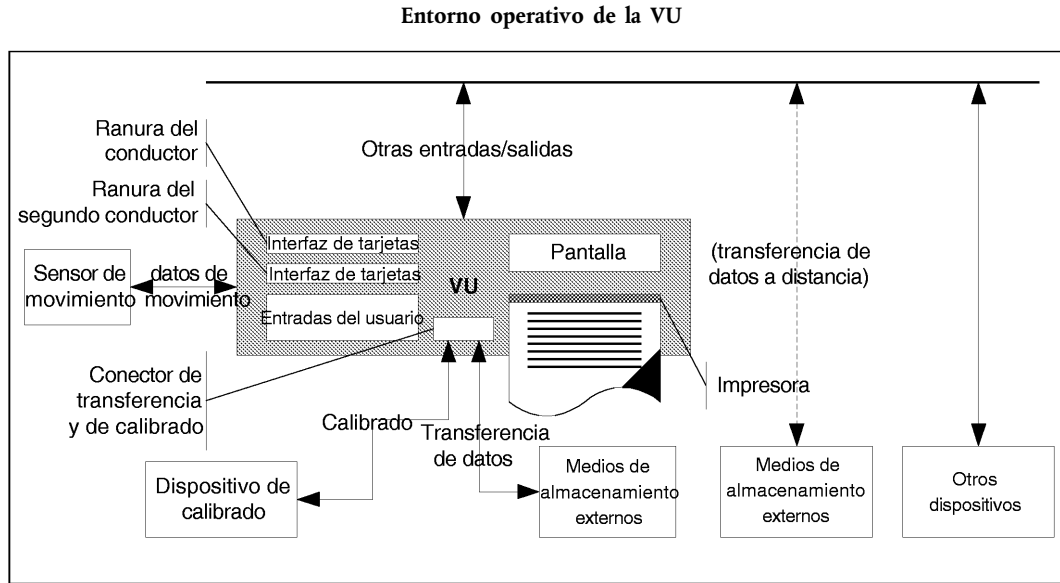 Entorno operativo de la VU
Ranura del
conductor
Otras entradas/salidas
Ranura del
segundo conductor
Interfaz de tarjetas
Interfaz de tarjetas
Entradas del usuario
VU
Pantalla
(transferencia de
datos a distancia)
Sensor de
movimiento
datos de
movimiento
Conector de
transferencia
y de calibrado
Impresora
Calibrado
Transferencia
de datos
Dispositivo de
calibrado
Medios de
almacenamiento
externos
Medios de
almacenamiento
externos
Otros
dispositivos